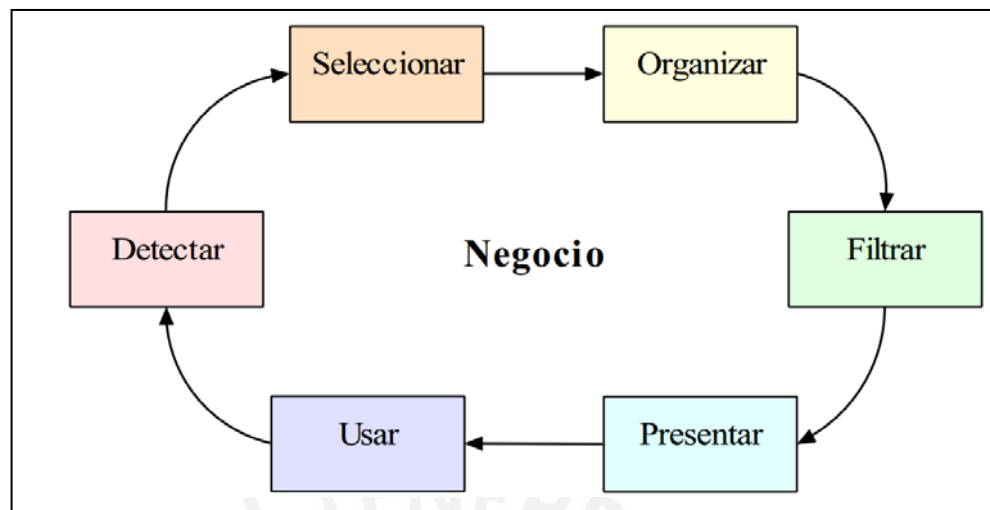 Seleccionar
Organizar
Detectar
Negocio
Filtrar
Usar
Presentar